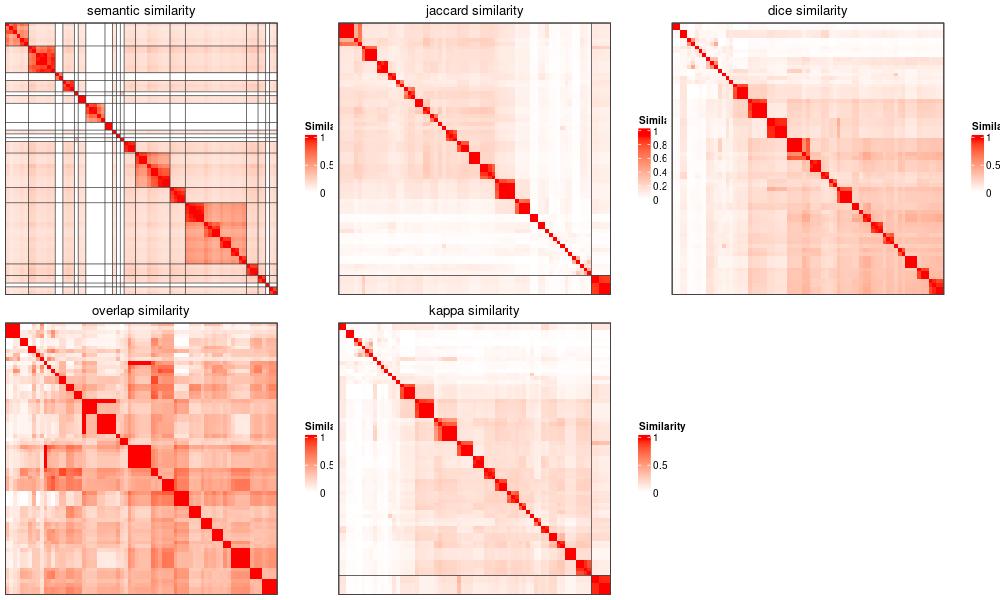 semantic similarity
jaccard similarity
dice similarity
Simila
1
0.5
0
Simila
1
0.8
0.6
0.4
0.2
0
Simila
1
0.5
0
overlap similarity
kappa similarity
Simila
1
0.5
0
Similarity
1
0.5
0